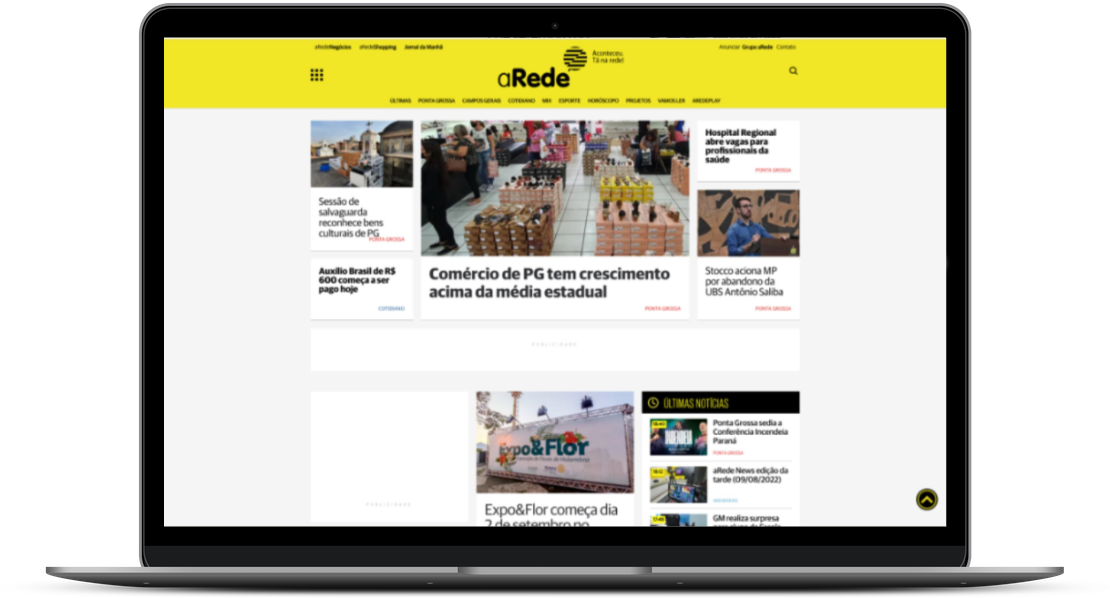 aRedeNegócios aRedeShopping Jornal da Manhã
Aconteceu,
Tá na rede!
Anunciar Grupo aRede Contato
aRede
ÚLTIMAS PONTA GROSSA CAMPOS GERAIS COTIDIANO MIX ESPORTE HORÓSCOPO PROJETOS VAMOS LER AREDEPLAY
Sessão de
salvaguarda
reconhece bens
culturais de PG
PONTA GROSSA
Auxílio Brasil de R$
600 começa a ser
pago hoje
COTIDIANO
Comércio de PG tem crescimento
acima da média estadual
PONTA GROSSA
Hospital Regional
abre vagas para
profissionais da
saúde
PONTA GROSSA
Stocco aciona MP
por abandono da
UBS Antônio Saliba
PONTA GROSSA
PUBLICIDADE
PUBLICIDADE
Expo&Flor
Expo&Flor começa dia
2 de setembro no
ÚLTIMAS NOTÍCIAS
Ponta Grossa sedia a
Conferência Incendeia
Paraná
PONTA GROSSA
aRede News edição da
tarde (09/08/2022)
GM realiza surpresa